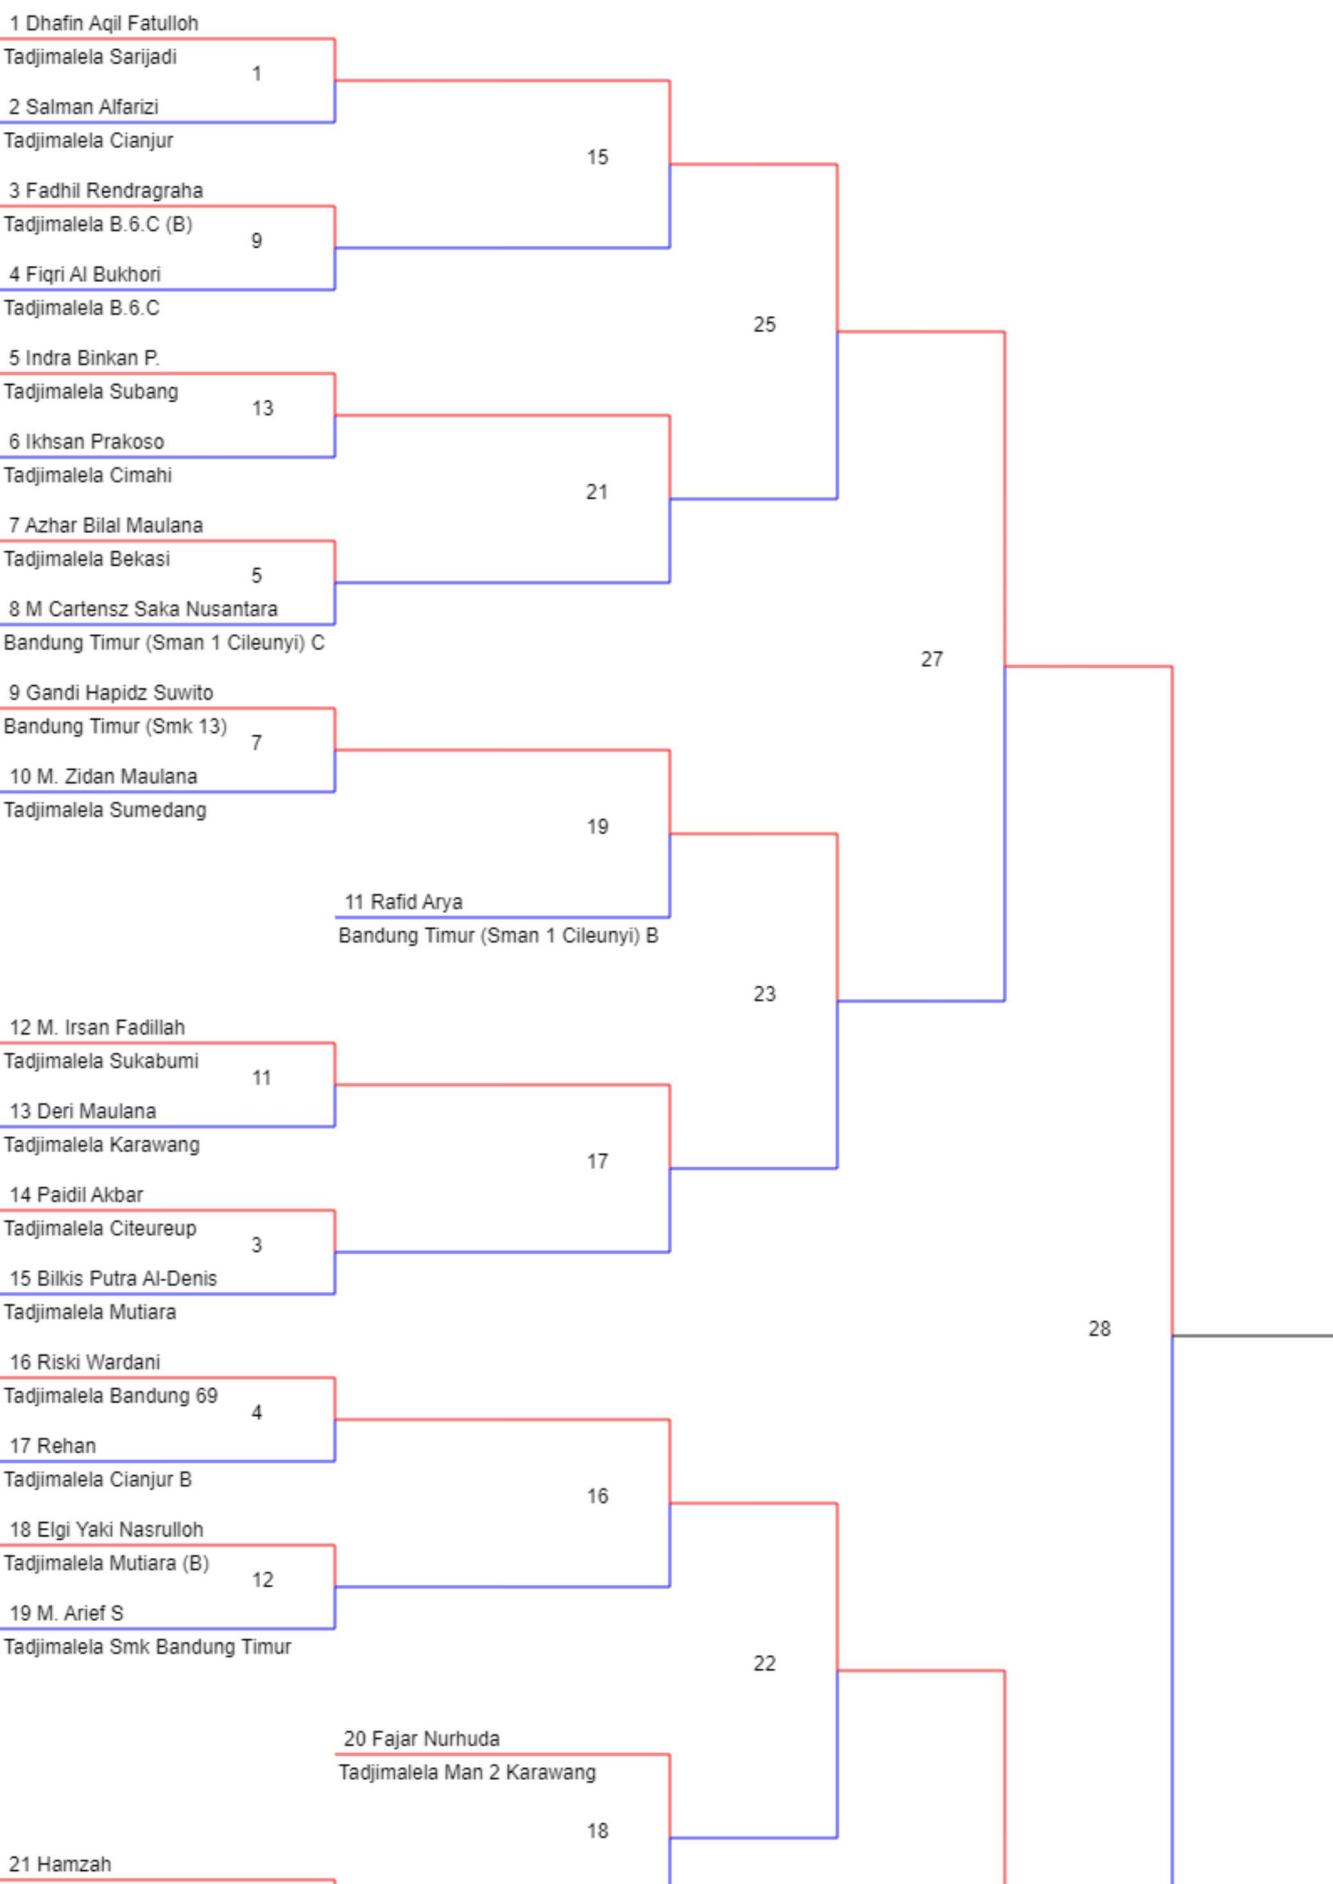 1 Dhafin Aqil Fatulloh
Tadjimalela Sarijadi
1
2 Salman Alfarizi
Tadjimalela Cianjur
15
3 Fadhil Rendragraha
Tadjimalela B.6.C (B)
9
4 Fiqri Al Bukhori
Tadjimalela B.6.C
25
5 Indra Binkan P.
Tadjimalela Subang
13
6 Ikhsan Prakoso
Tadjimalela Cimahi
21
7 Azhar Bilal Maulana
Tadjimalela Bekasi
5
8 M Cartensz Saka Nusantara
Bandung Timur (Sman 1 Cileunyi) C
27
9 Gandi Hapidz Suwito
Bandung Timur (Smk 13)
7
10 M. Zidan Maulana
Tadjimalela Sumedang
19
11 Rafid Arya
Bandung Timur (Sman 1 Cileunyi) B
23
12 M. Irsan Fadillah
Tadjimalela Sukabumi
11
13 Deri Maulana
Tadjimalela Karawang
17
14 Paidil Akbar
Tadjimalela Citeureup
3
15 Bilkis Putra Al-Denis
Tadjimalela Mutiara
28
16 Riski Wardani
Tadjimalela Bandung 69
4
17 Rehan
Tadjimalela Cianjur B
16
18 Elgi Yaki Nasrulloh
Tadjimalela Mutiara (B)
12
19 M. Arief S
Tadjimalela Smk Bandung Timur
22
20 Fajar Nurhuda
Tadjimalela Man 2 Karawang
18
21 Hamzah